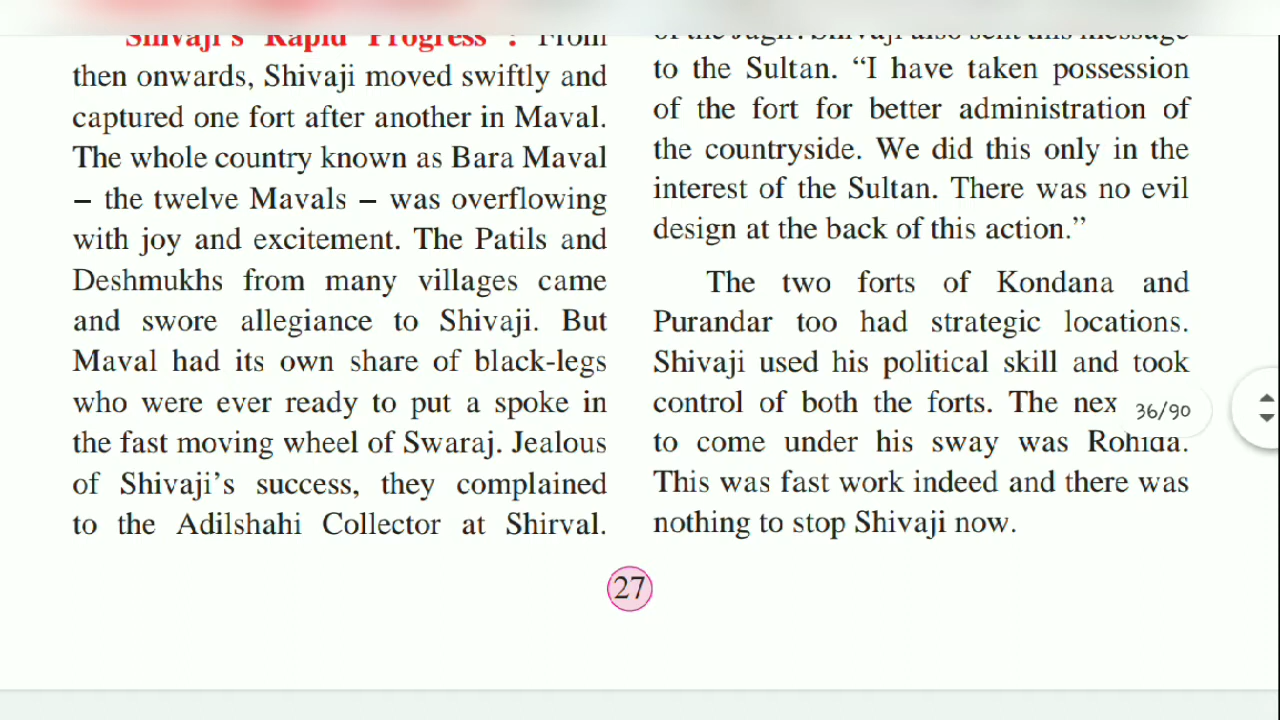 Shivaji's Rapid Progress : From
then onwards, Shivaji moved swiftly and
captured one fort after another in Maval.
The whole country known as Bara Maval
– the twelve Mavals – was overflowing
with joy and excitement. The Patils and
Deshmukhs from many villages came
and swore allegiance to Shivaji. But
Maval had its own share of black-legs
who were ever ready to put a spoke in
the fast moving wheel of Swaraj. Jealous
of Shivaji's success, they complained
to the Adilshahi Collector at Shirval.
of the Jagir. Shivaji also sent this message
to the Sultan. “I have taken possession
of the fort for better administration of
the countryside. We did this only in the
interest of the Sultan. There was no evil
design at the back of this action.”
The two forts of Kondana and
Purandar too had strategic locations.
Shivaji used his political skill and took
control of both the forts. The nex
to come under his sway was Rohida.
This was fast work indeed and there was
nothing to stop Shivaji now.
36/90
27